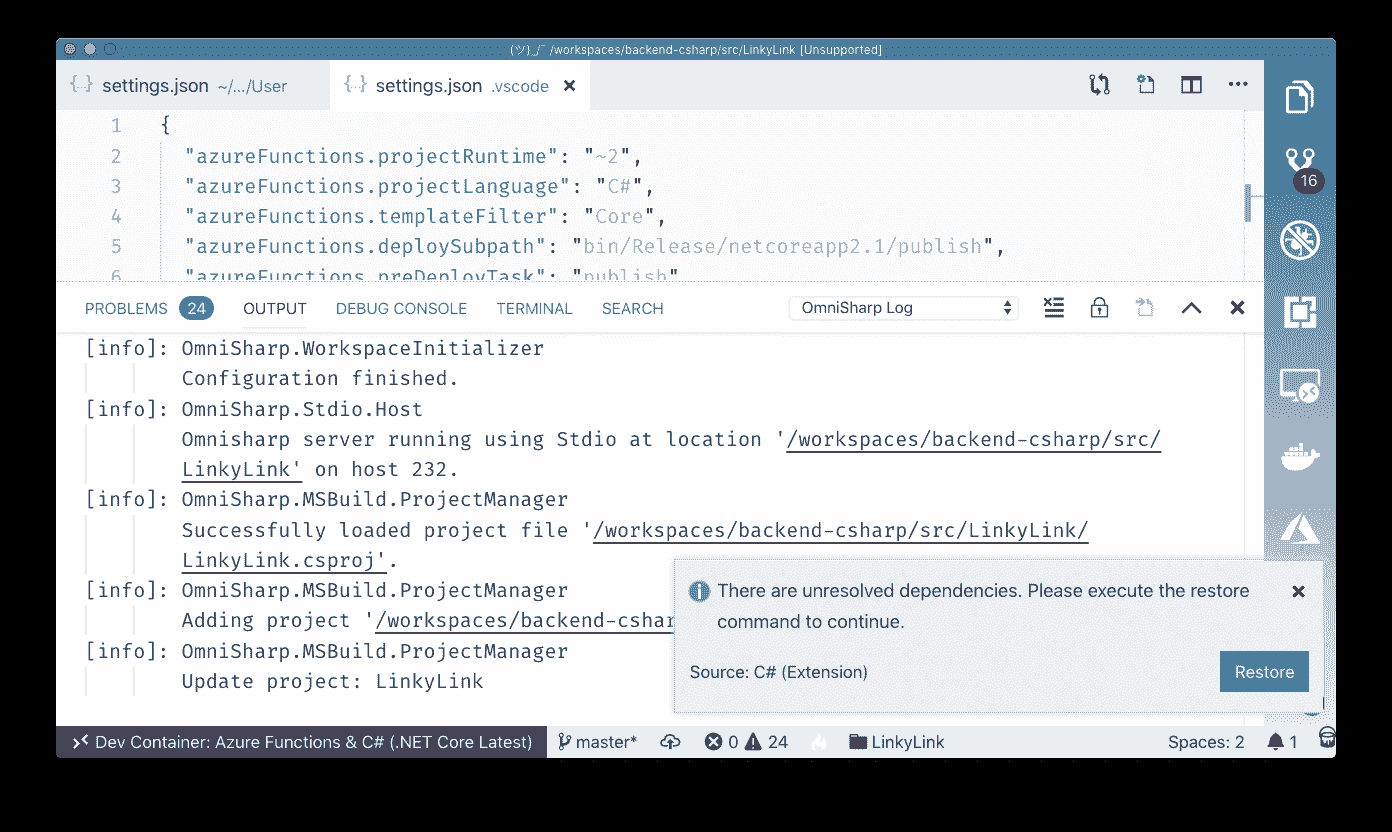 (ツ)_/¯ /workspaces/backend-csharp/src/LinkyLink [Unsupported]
{··} settings.json ~/.../User {··} settings.json .vscode ×
1 {
2 "azureFunctions.projectRuntime": "~2",
3 "azureFunctions.projectLanguage": "C#",
4 "azureFunctions.templateFilter": "Core",
5 "azureFunctions.deploySubpath": "bin/Release/netcoreapp2.1/publish",
6 "azureFunctions.preDeployTask": "publish"
16
PROBLEMS 24 OUTPUT DEBUG CONSOLE TERMINAL SEARCH OmniSharp Log
[info]: OmniSharp.WorkspaceInitializer
Configuration finished.
[info]: OmniSharp.Stdio.Host
Omnisharp server running using Stdio at location '/workspaces/backend-csharp/src/
LinkyLink' on host 232.
[info]: OmniSharp.MSBuild.ProjectManager
Successfully loaded project file '/workspaces/backend-csharp/src/LinkyLink/
LinkyLink.csproj'.
[info]: OmniSharp.MSBuild.ProjectManager
Adding project '/workspaces/backend-cshar
[info]: OmniSharp.MSBuild.ProjectManager
Update project: LinkyLink
There are unresolved dependencies. Please execute the restore
command to continue.
Source: C# (Extension) Restore
Dev Container: Azure Functions & C# (.NET Core Latest) master* 0 24 LinkyLink Spaces: 2 1